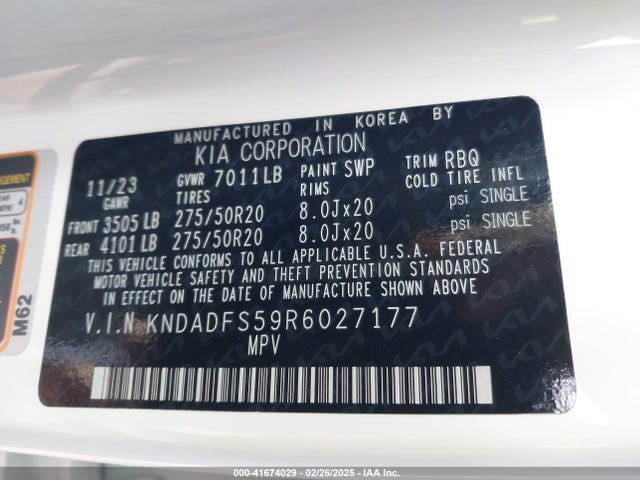 MANUFACTURED IN KOREA BY
KIA CORPORATION
11/23 GVWR 7011LB PAINT SWP TRIM RBQ
GAWR TIRES RIMS COLD TIRE INFL
FRONT 3505 LB 275/50R20 8.0Jx20 psi SINGLE
REAR 4101 LB 275/50R20 8.0Jx20 psi SINGLE
THIS VEHICLE CONFORMS TO ALL APPLICABLE U.S.A. FEDERAL
MOTOR VEHICLE SAFETY AND THEFT PREVENTION STANDARDS
IN EFFECT ON THE DATE OF MANUFACTURE SHOWN ABOVE
V.I.N KNDADFS59R6027177
MPV
M62
000-41674029 — 02/26/2025 — IAA Inc.